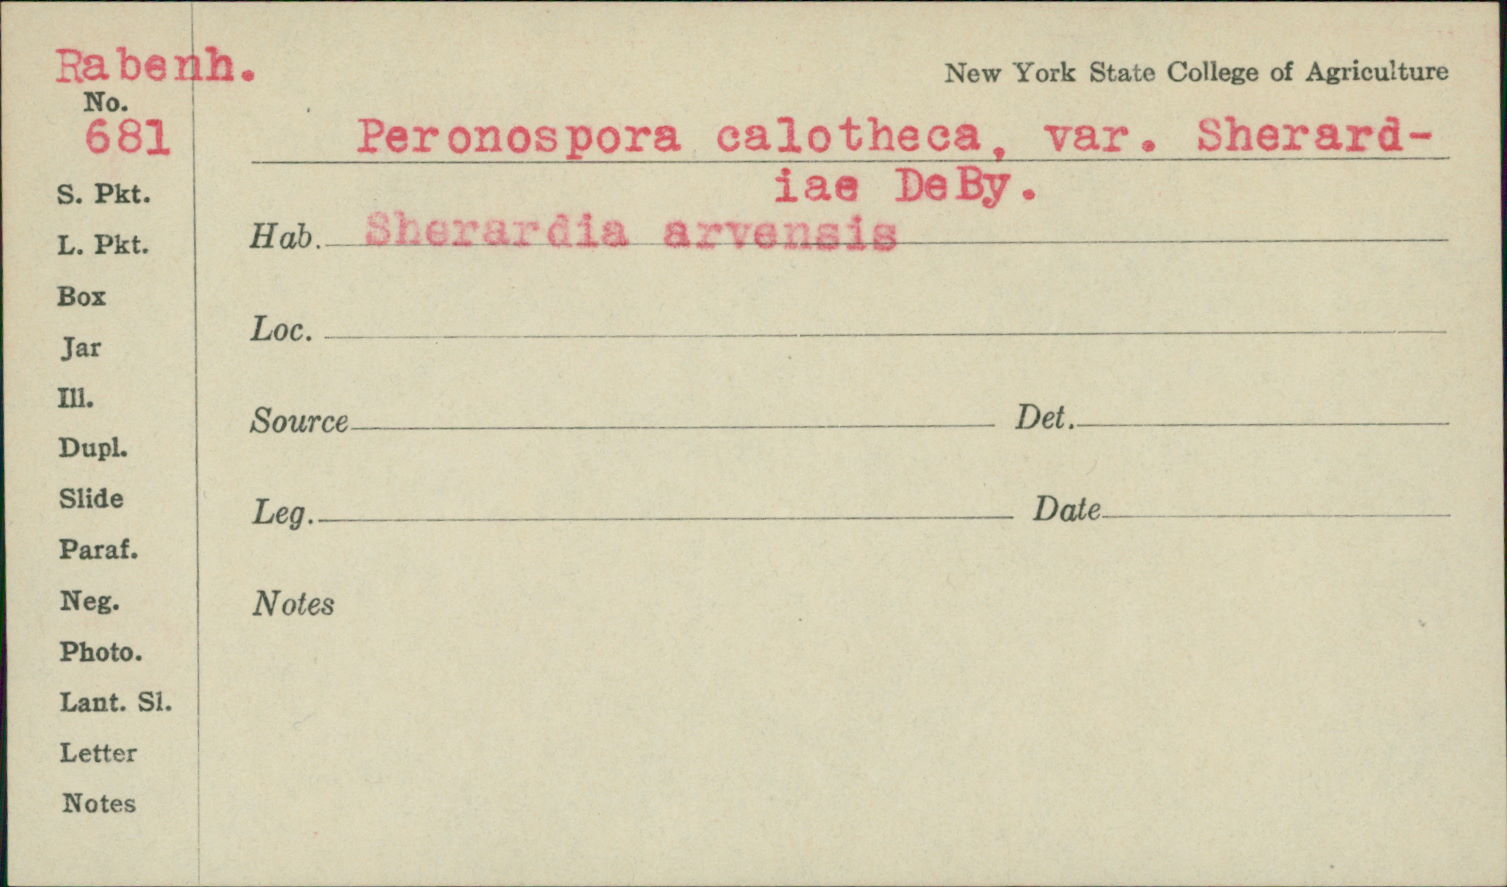 Rabenh.
New York State College of Agriculture
No.
681
Peronospora calotheca, var. Sherard-
iae DeBy.
S. Pkt.
Hab. Sherardia arvensis
L. Pkt.
Box
Loc.
Jar
Ill.
Source Det.
Dupl.
Slide
Leg. Date
Paraf.
Neg.
Notes
Photo.
Lant. Sl.
Letter
Notes